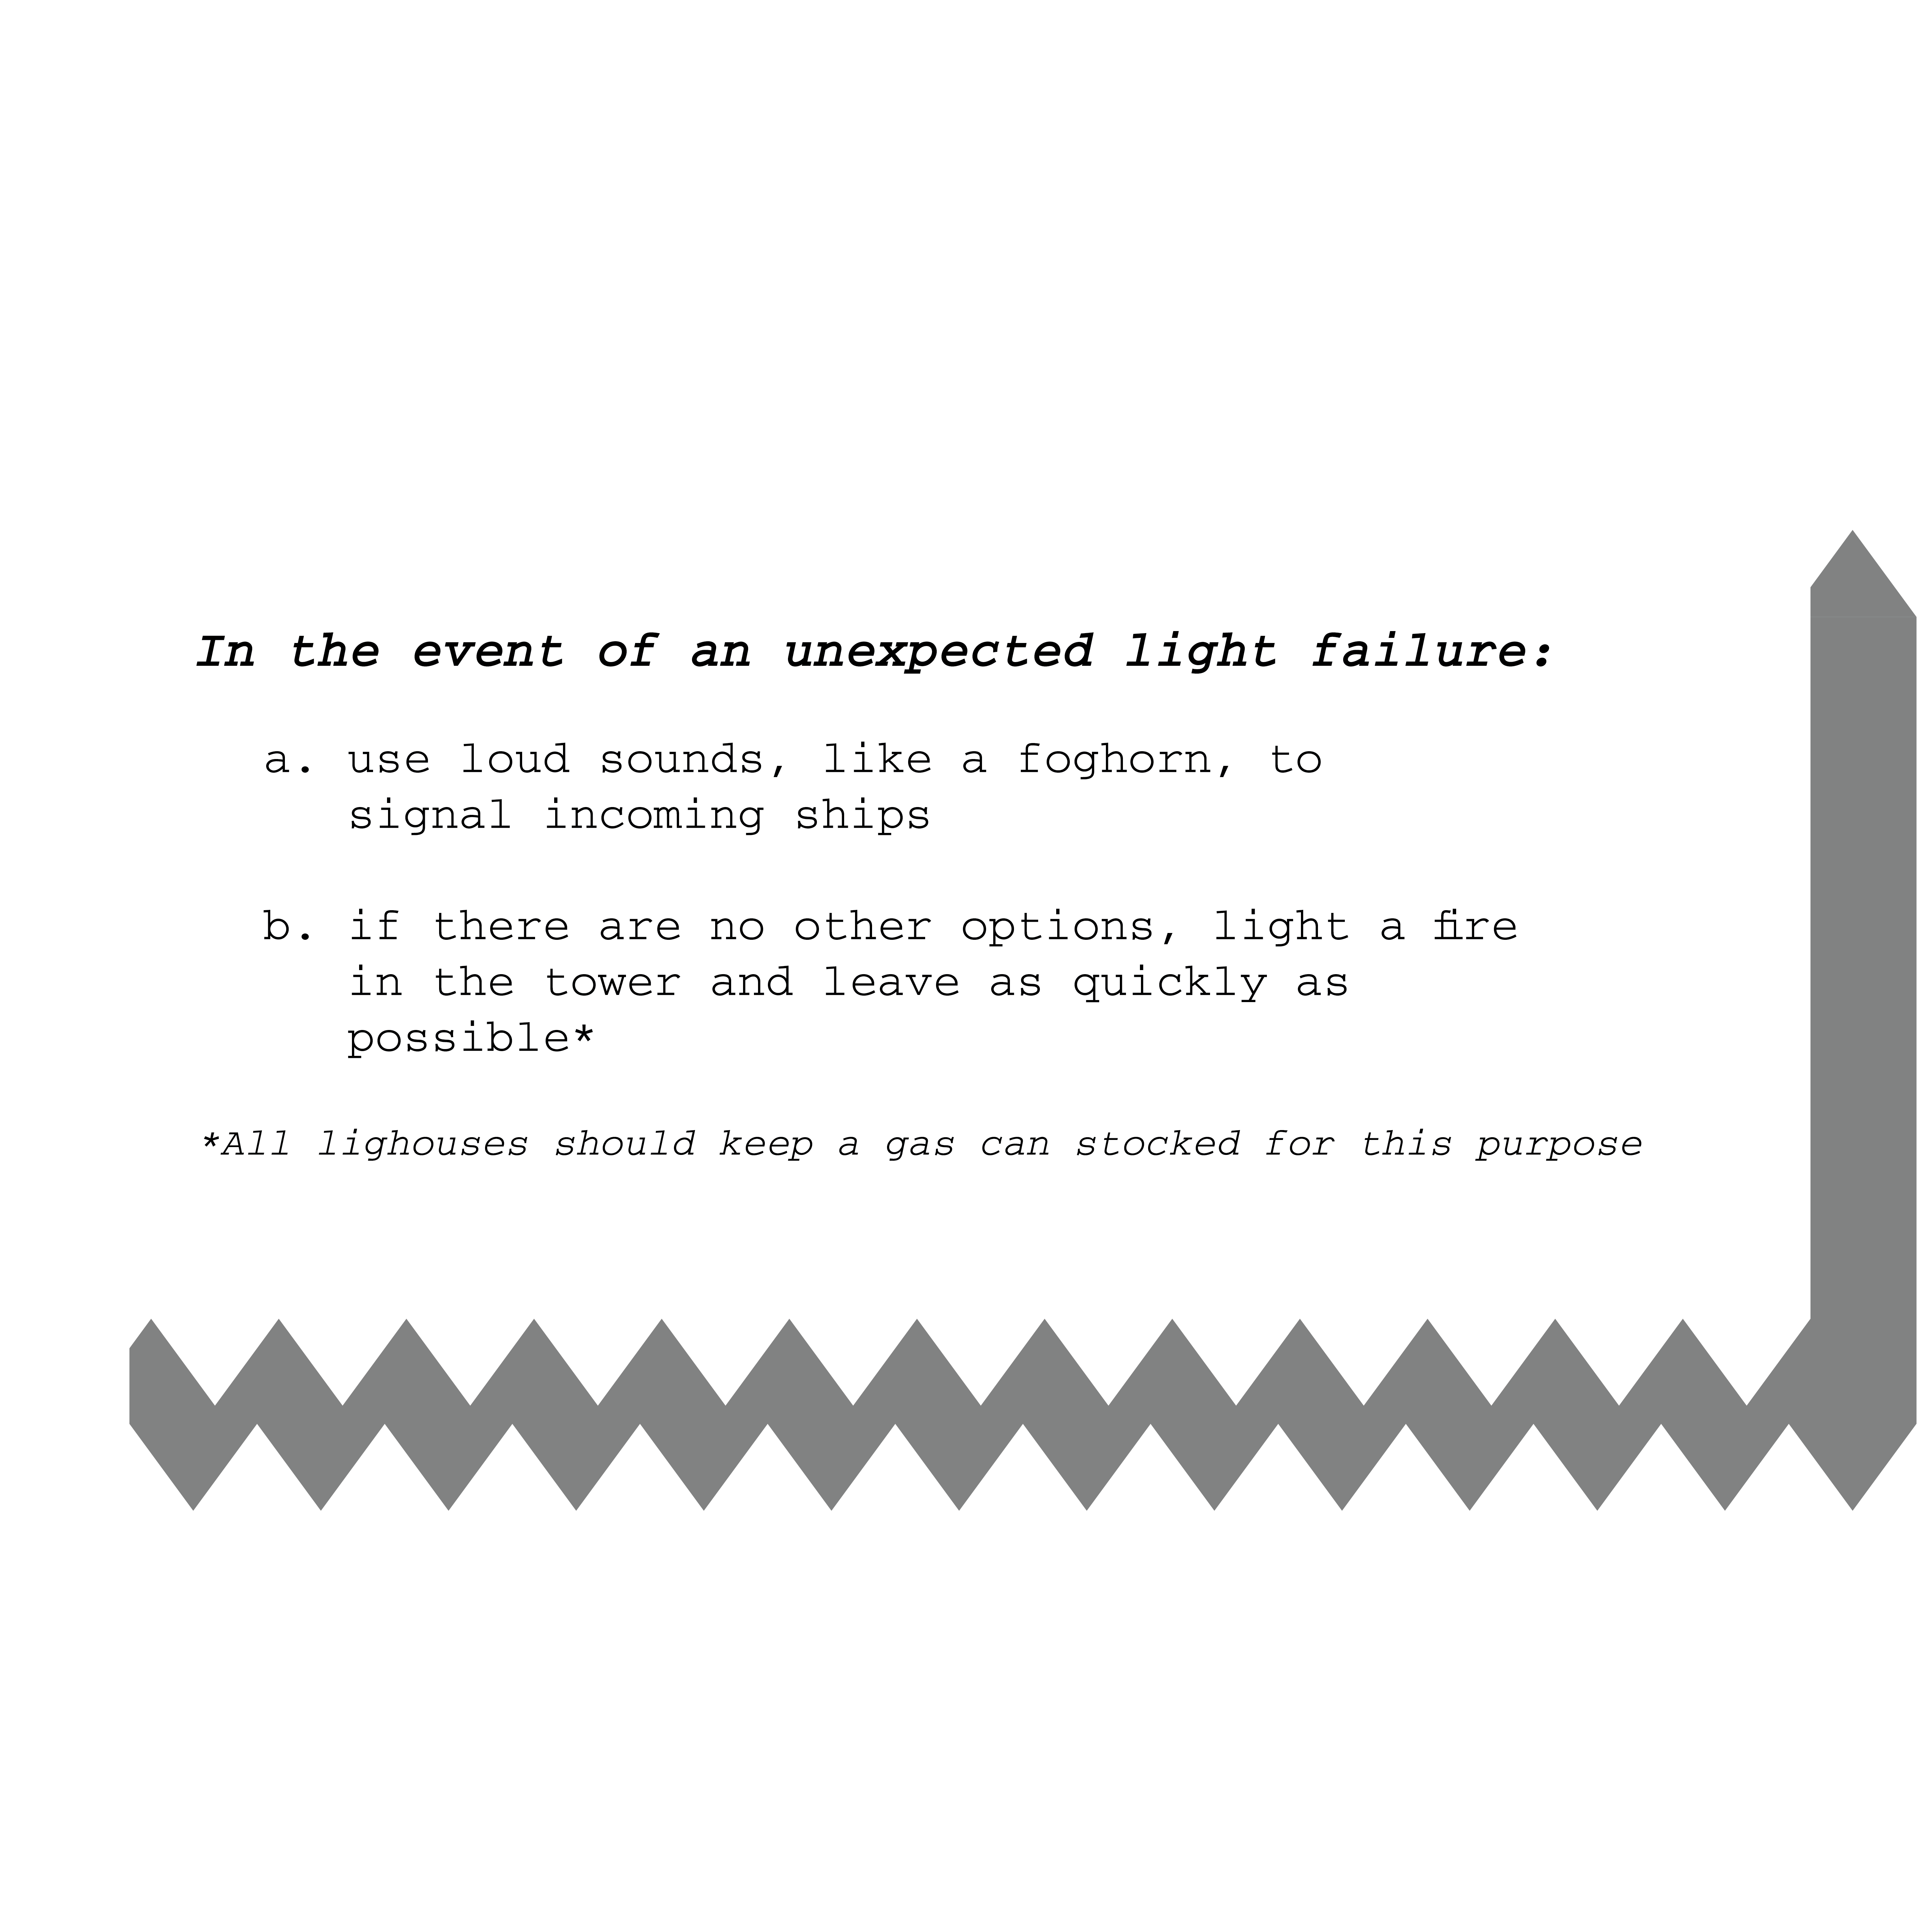 In the event of an unexpected light failure:
a. use loud sounds, like a foghorn, to
signal incoming ships
b. if there are no other options, light a fire
in the tower and leave as quickly as
possible*
*All lighouses should keep a gas can stocked for this purpose